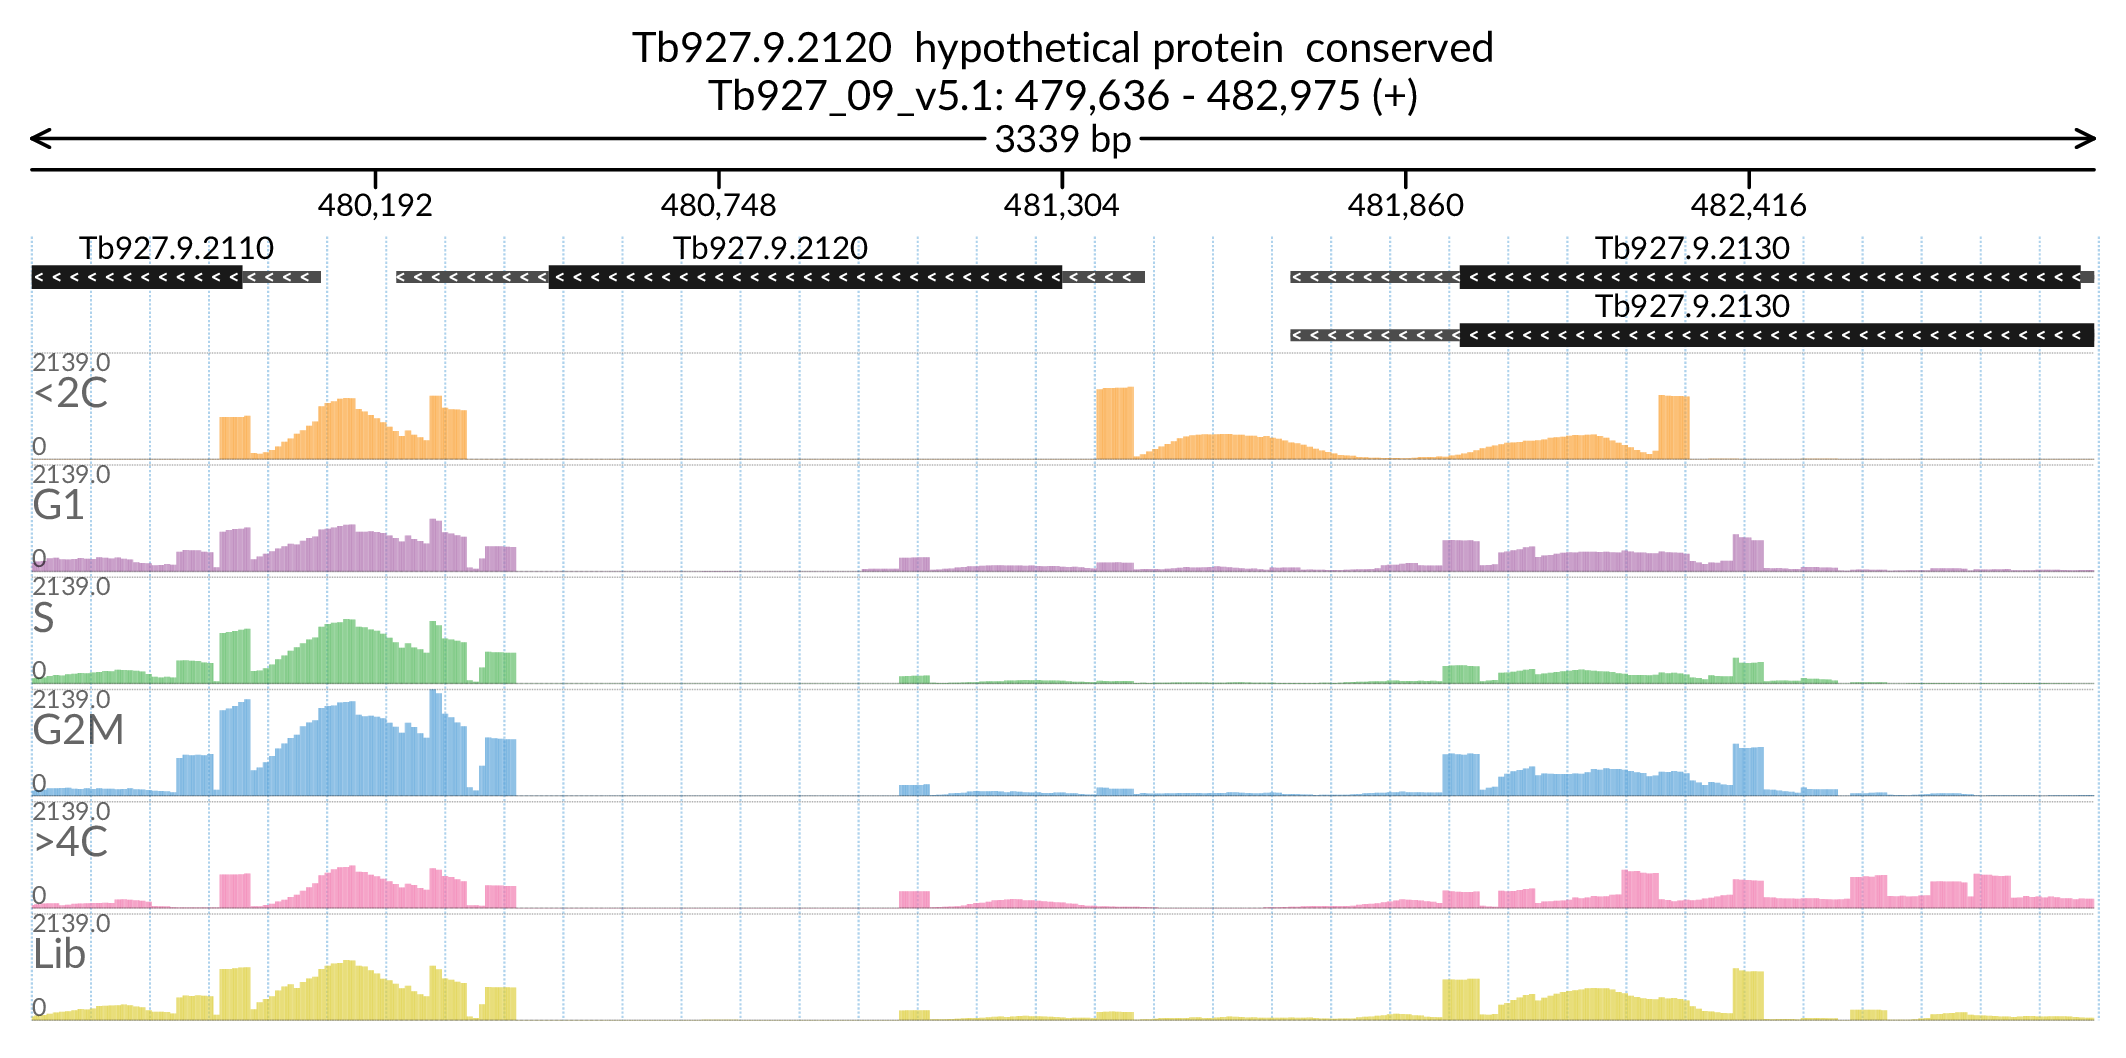 Tb927.9.2120  hypothetical protein  conserved
Tb927_09_v5.1: 479,636 - 482,975 (+)
3339 bp
480,192 480,748 481,304 481,860 482,416
Tb927.9.2110 Tb927.9.2120 Tb927.9.2130
Tb927.9.2130
2139.0
<2C
0
2139.0
G1
0
2139.0
S
0
2139.0
G2M
0
2139.0
>4C
0
2139.0
Lib
0